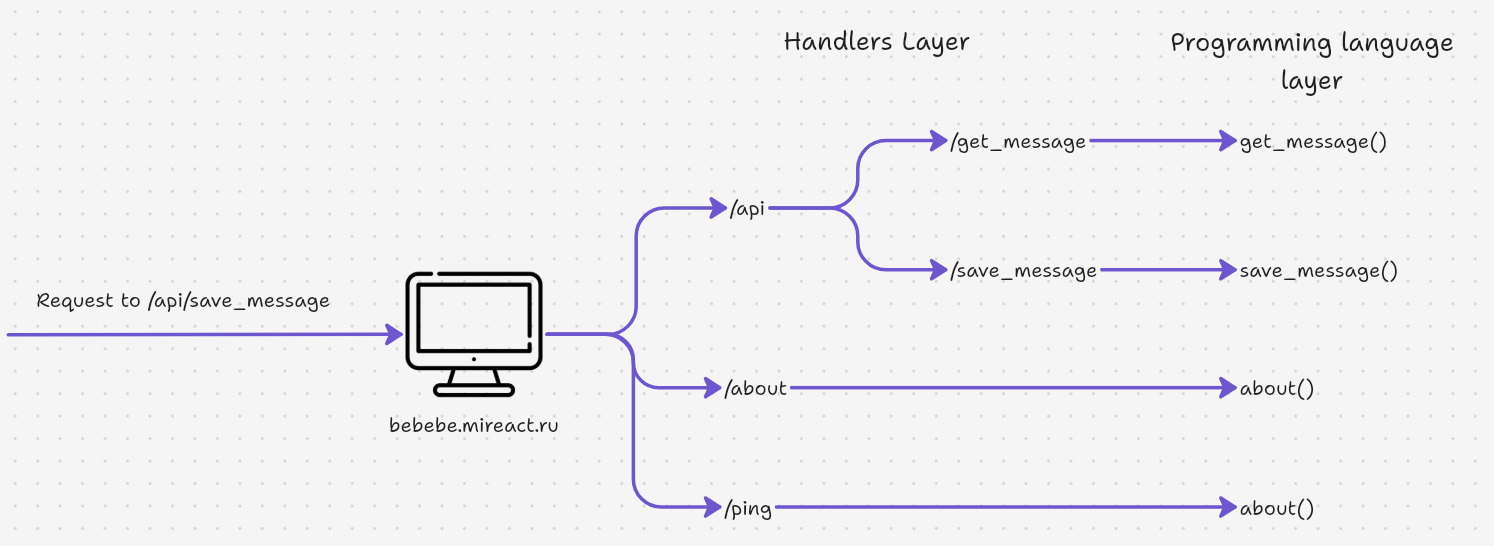 Handlers Layer
Programming language
layer
/get_message
get_message()
/api
/save_message
save_message()
Request to /api/save_message
/about
about()
bebebe.mireact.ru
/ping
about()